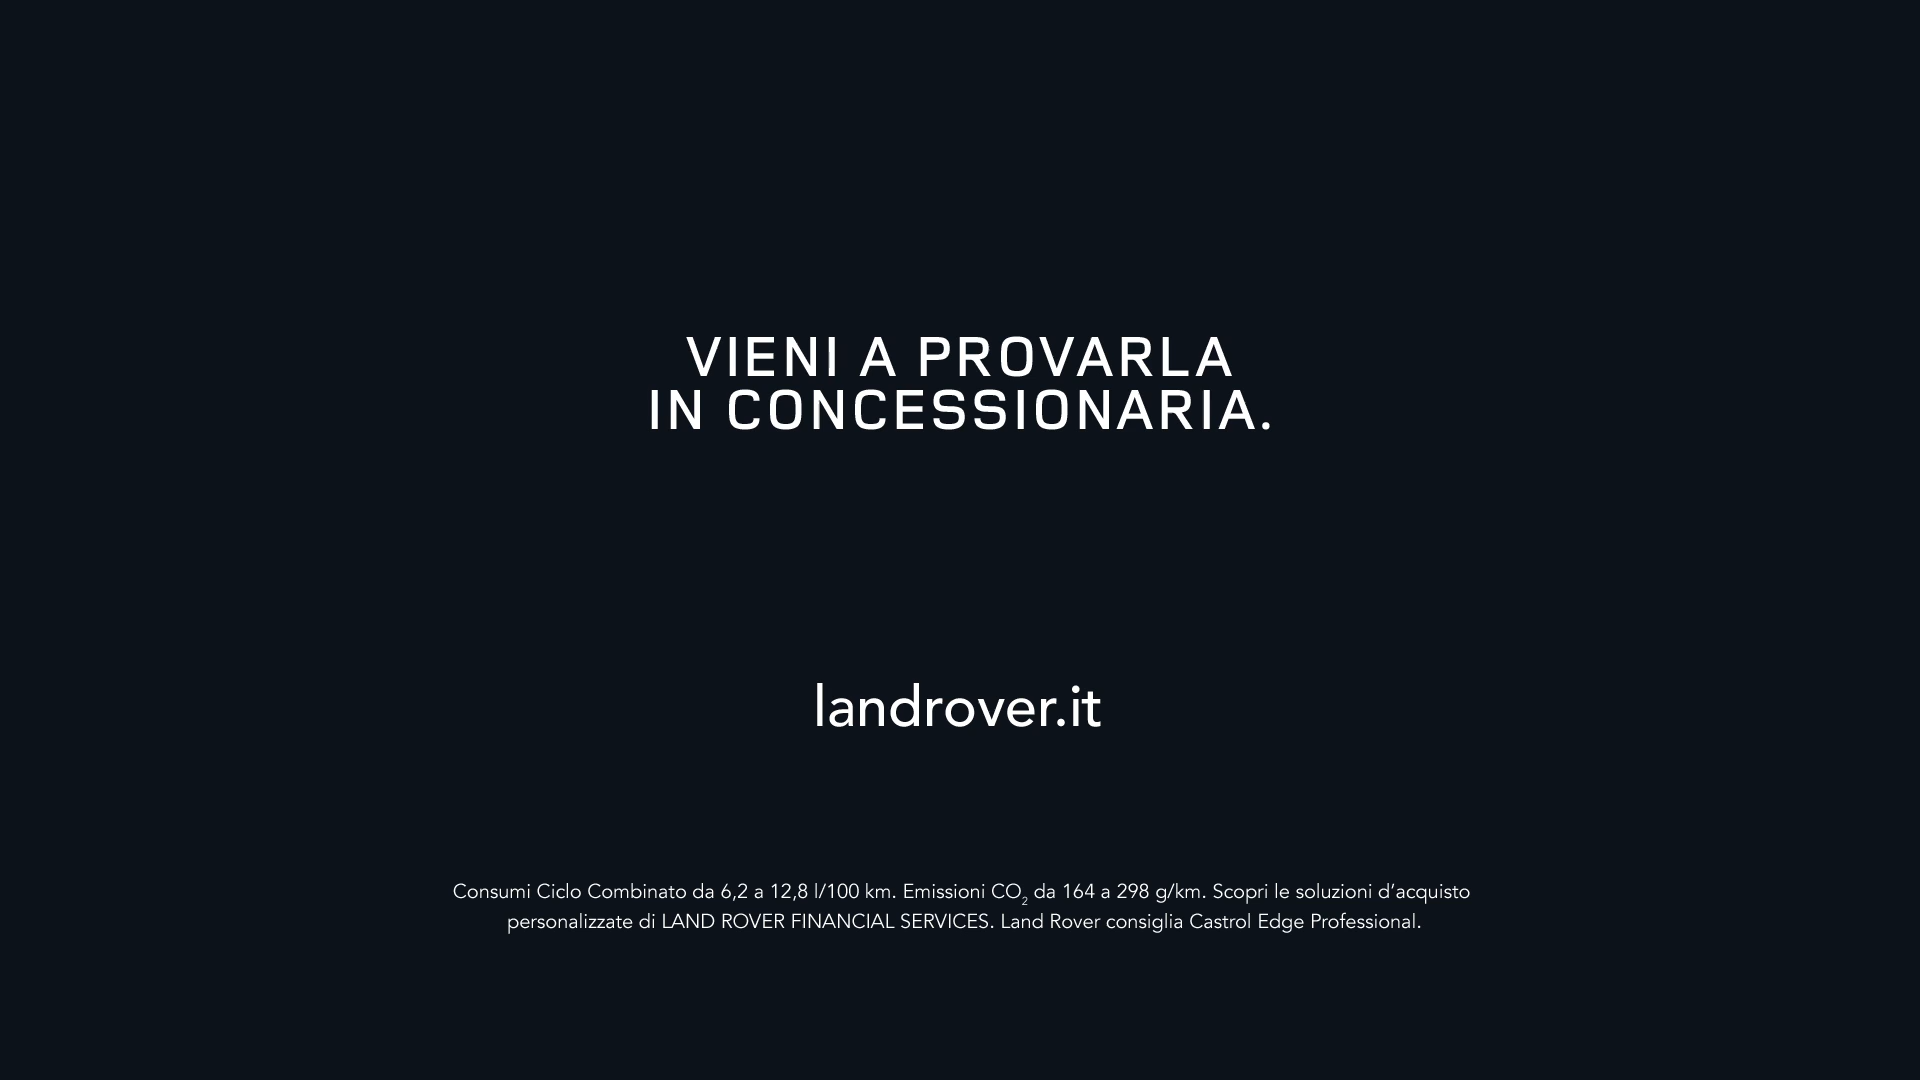 VIENI A PROVARLA
IN CONCESSIONARIA.
landrover.it
Consumi Ciclo Combinato da 6,2 a 12,8 l/100 km. Emissioni CO₂ da 164 a 298 g/km. Scopri le soluzioni d’acquisto
personalizzate di LAND ROVER FINANCIAL SERVICES. Land Rover consiglia Castrol Edge Professional.